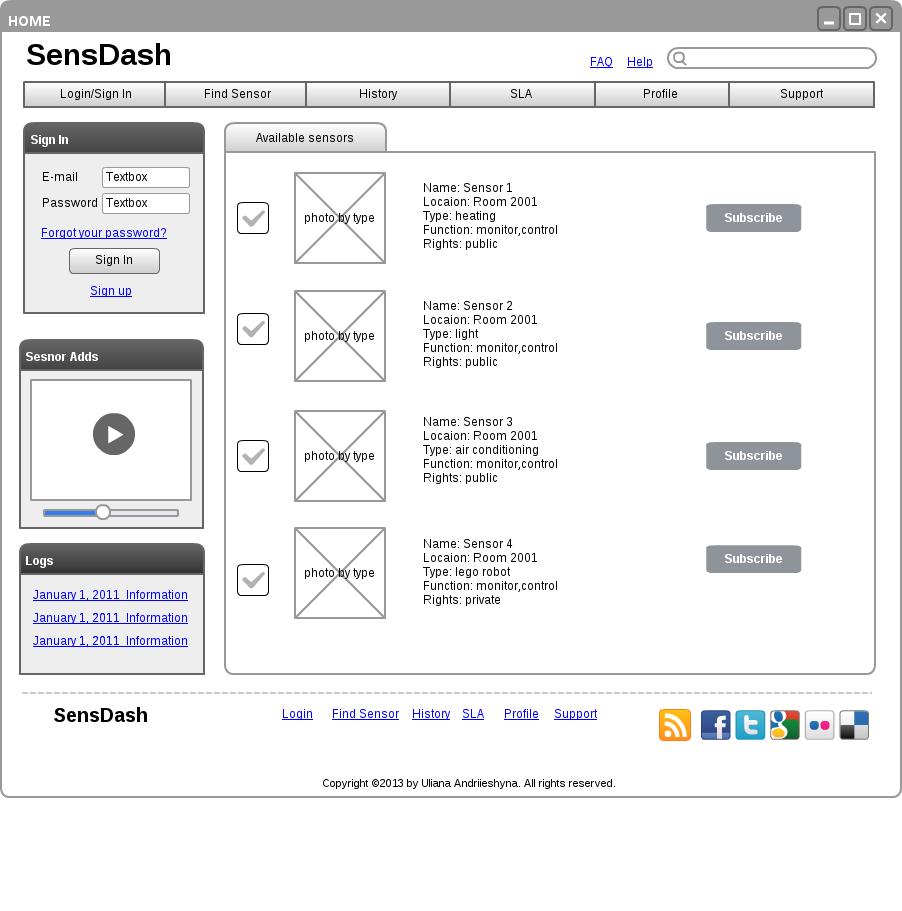 HOME
SensDash
FAQ Help
Login/Sign In Find Sensor History SLA Profile Support
Sign In
E-mail Textbox
Password Textbox
Forgot your password?
Sign In
Sign up
Sesnor Adds
Logs
January 1, 2011 Information
January 1, 2011 Information
January 1, 2011 Information
Available sensors
photo by type
Name: Sensor 1
Locaion: Room 2001
Type: heating
Function: monitor,control
Rights: public
Subscribe
photo by type
Name: Sensor 2
Locaion: Room 2001
Type: light
Function: monitor,control
Rights: public
Subscribe
photo by type
Name: Sensor 3
Locaion: Room 2001
Type: air conditioning
Function: monitor,control
Rights: public
Subscribe
photo by type
Name: Sensor 4
Locaion: Room 2001
Type: lego robot
Function: monitor,control
Rights: private
Subscribe
SensDash
Login Find Sensor History SLA Profile Support
Copyright ©2013 by Uliana Andriieshyna. All rights reserved.